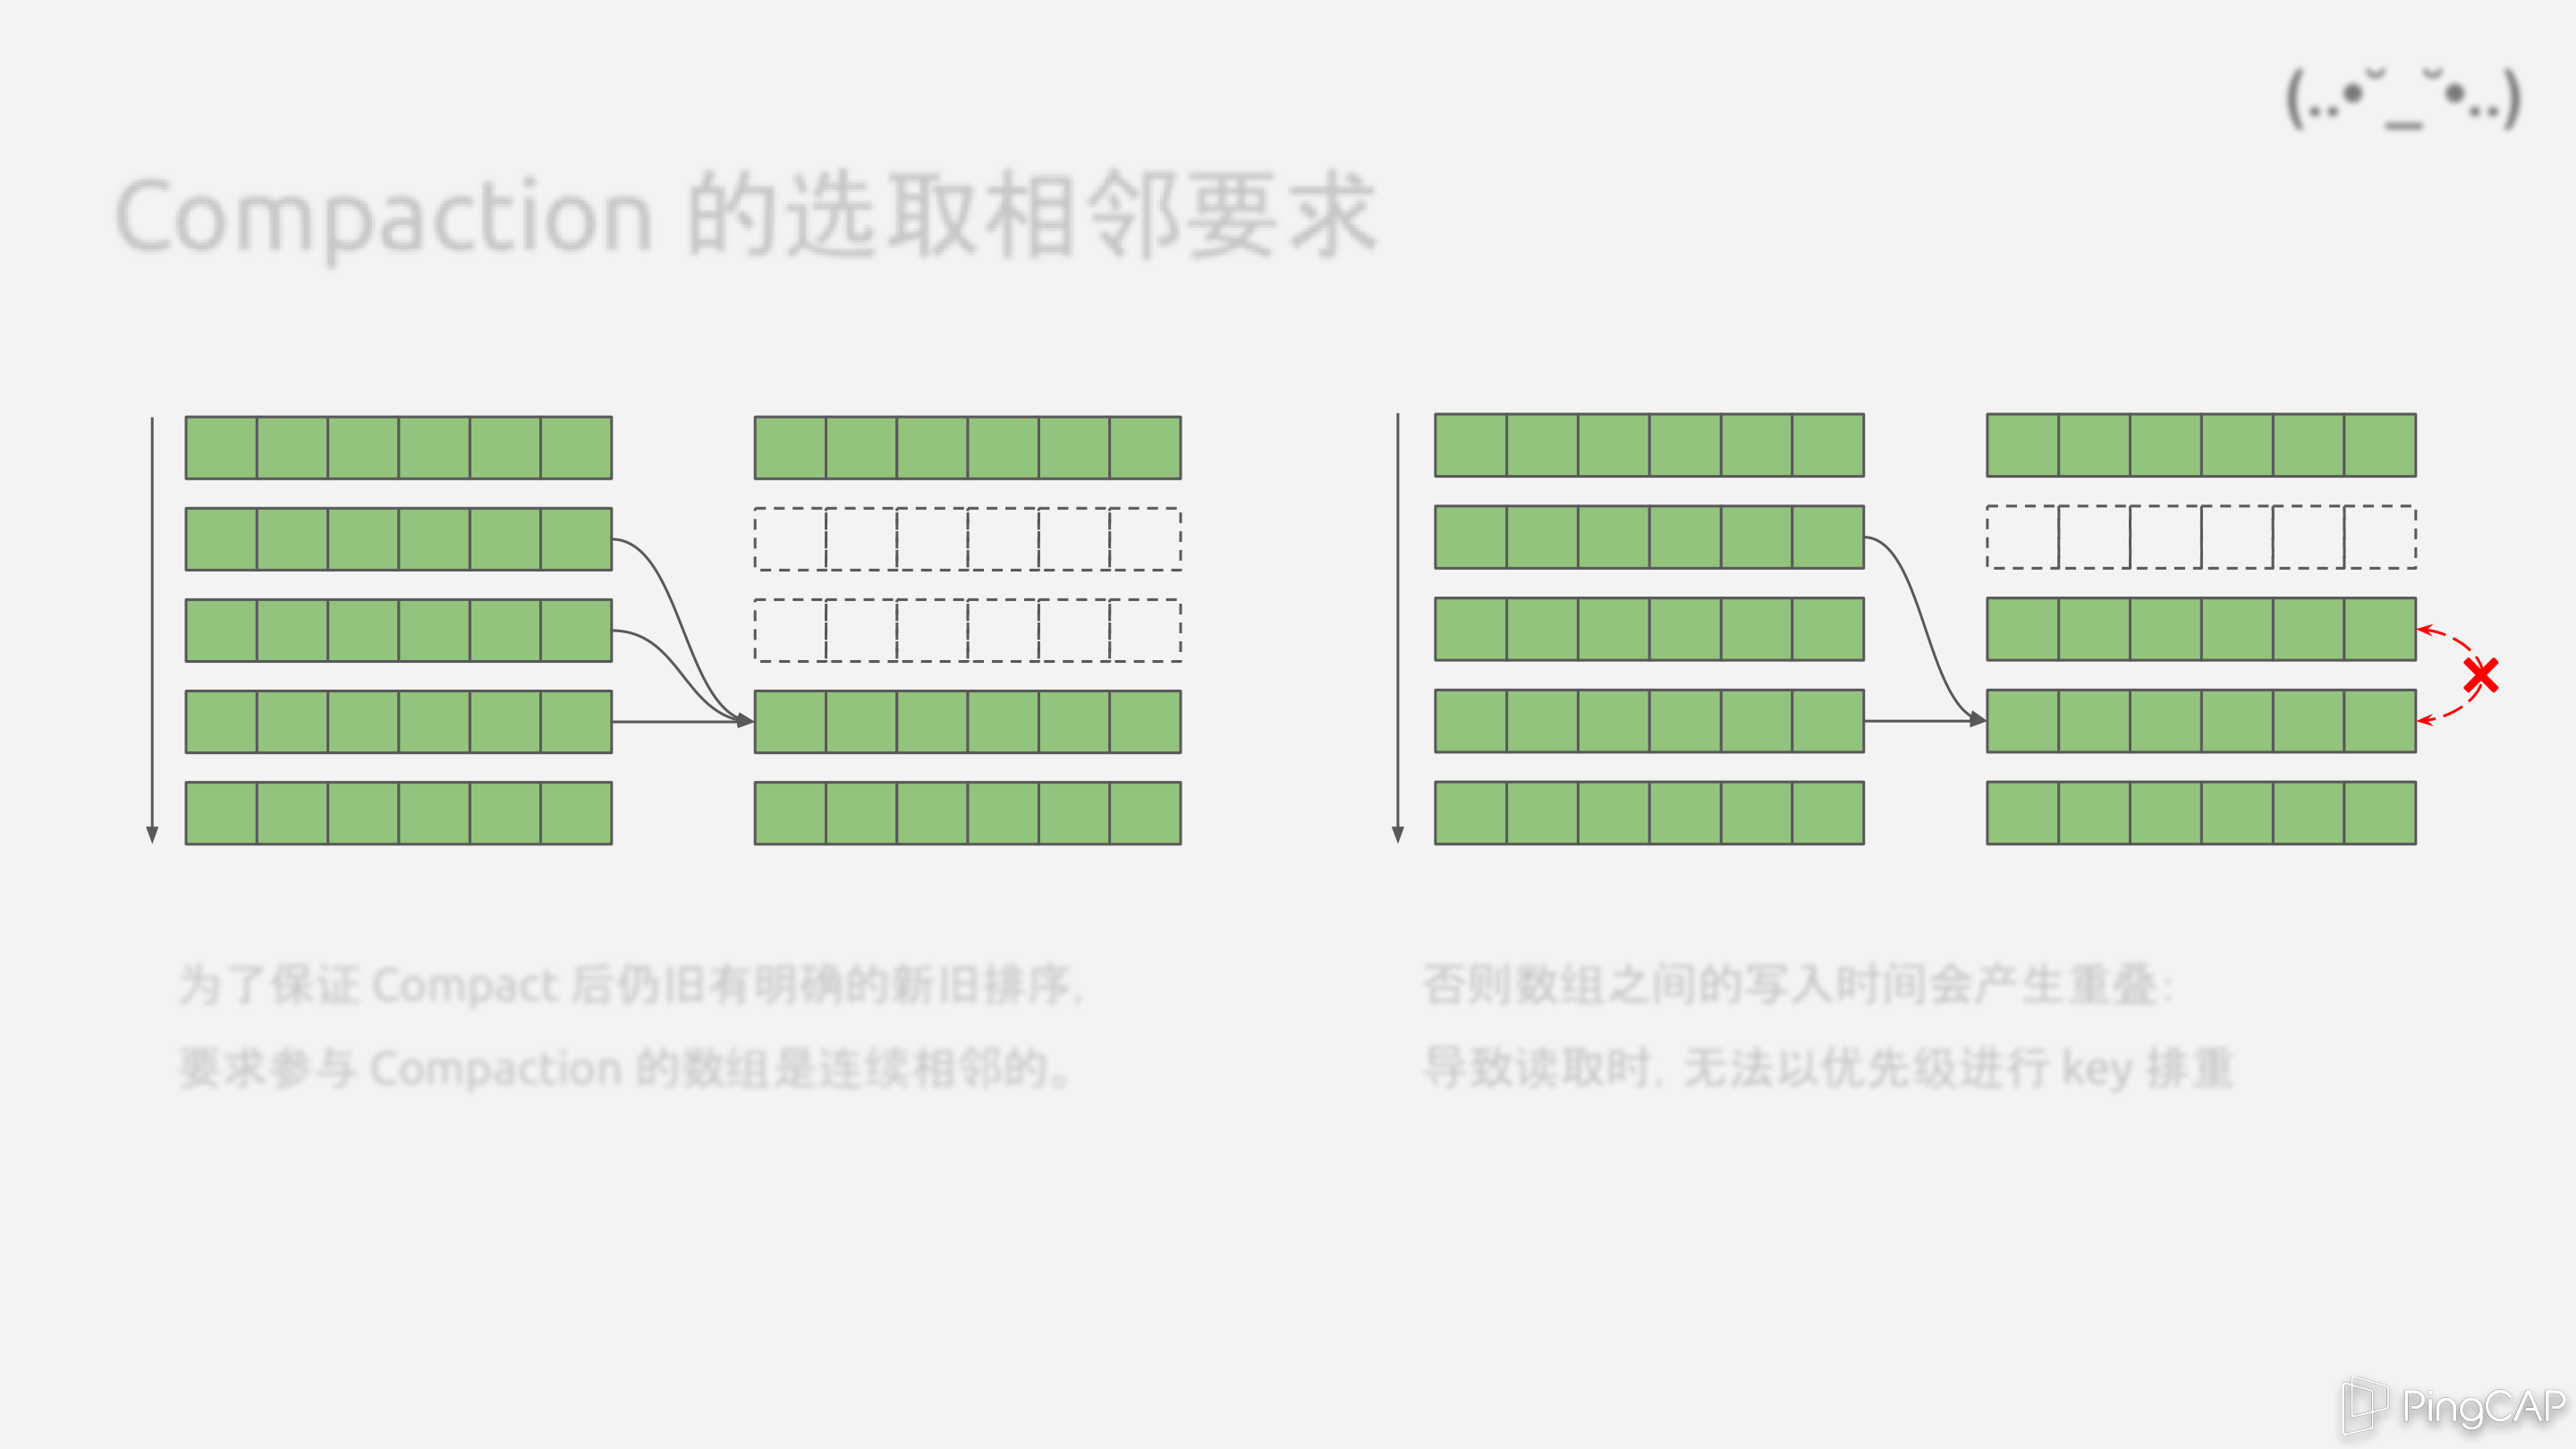 (..•˘_˘•..)
Compaction 的选取相邻要求
为了保证 Compact 后仍旧有明确的新旧排序，
要求参与 Compaction 的数组是连续相邻的。
否则数组之间的写入时间会产生重叠：
导致读取时，无法以优先级进行 key 排重
PingCAP